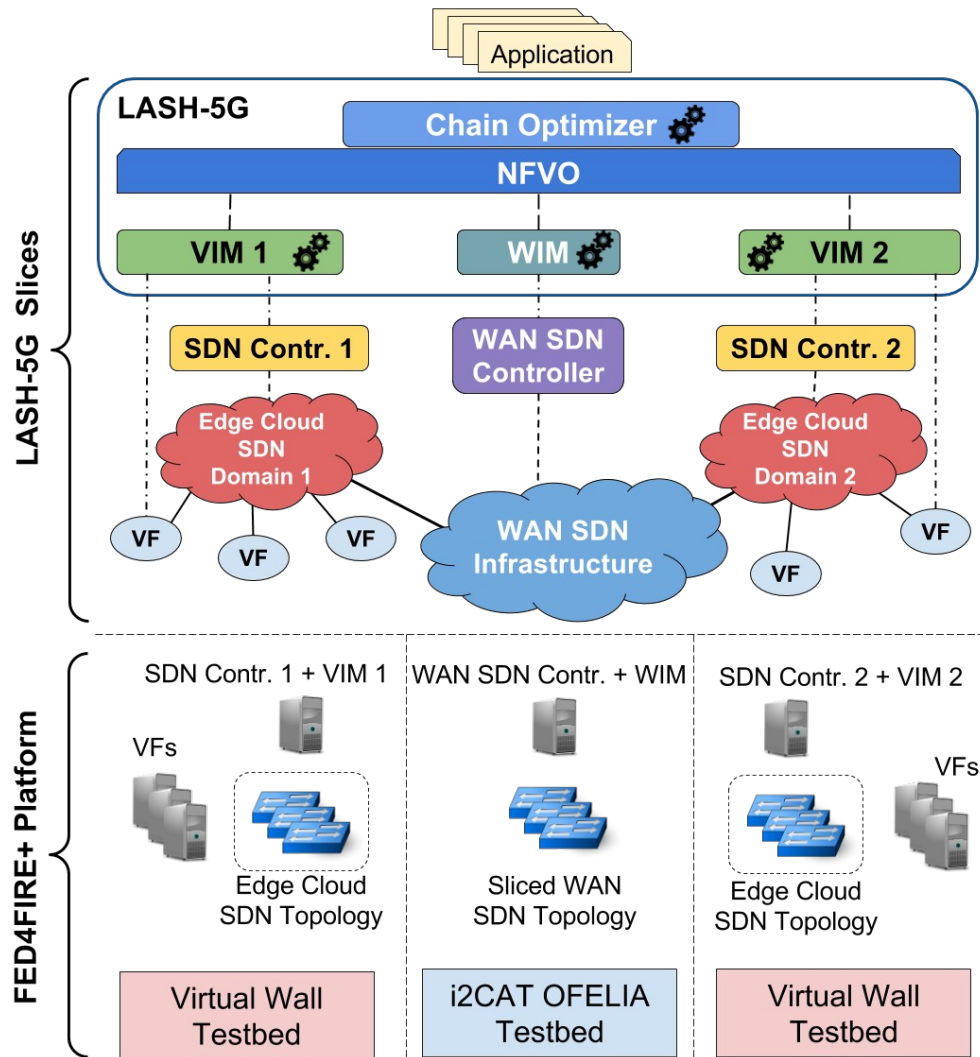 Application
LASH-5G
Chain Optimizer
NFVO
VIM 1
WIM
VIM 2
LASH-5G Slices
SDN Contr. 1
WAN SDN
Controller
SDN Contr. 2
Edge Cloud
SDN
Domain 1
Edge Cloud
SDN
Domain 2
VF
VF
VF
WAN SDN
Infrastructure
VF
VF
FED4FIRE+ Platform
SDN Contr. 1 + VIM 1
WAN SDN Contr. + WIM
SDN Contr. 2 + VIM 2
VFs
VFs
Edge Cloud
SDN Topology
Sliced WAN
SDN Topology
Edge Cloud
SDN Topology
Virtual Wall
Testbed
i2CAT OFELIA
Testbed
Virtual Wall
Testbed